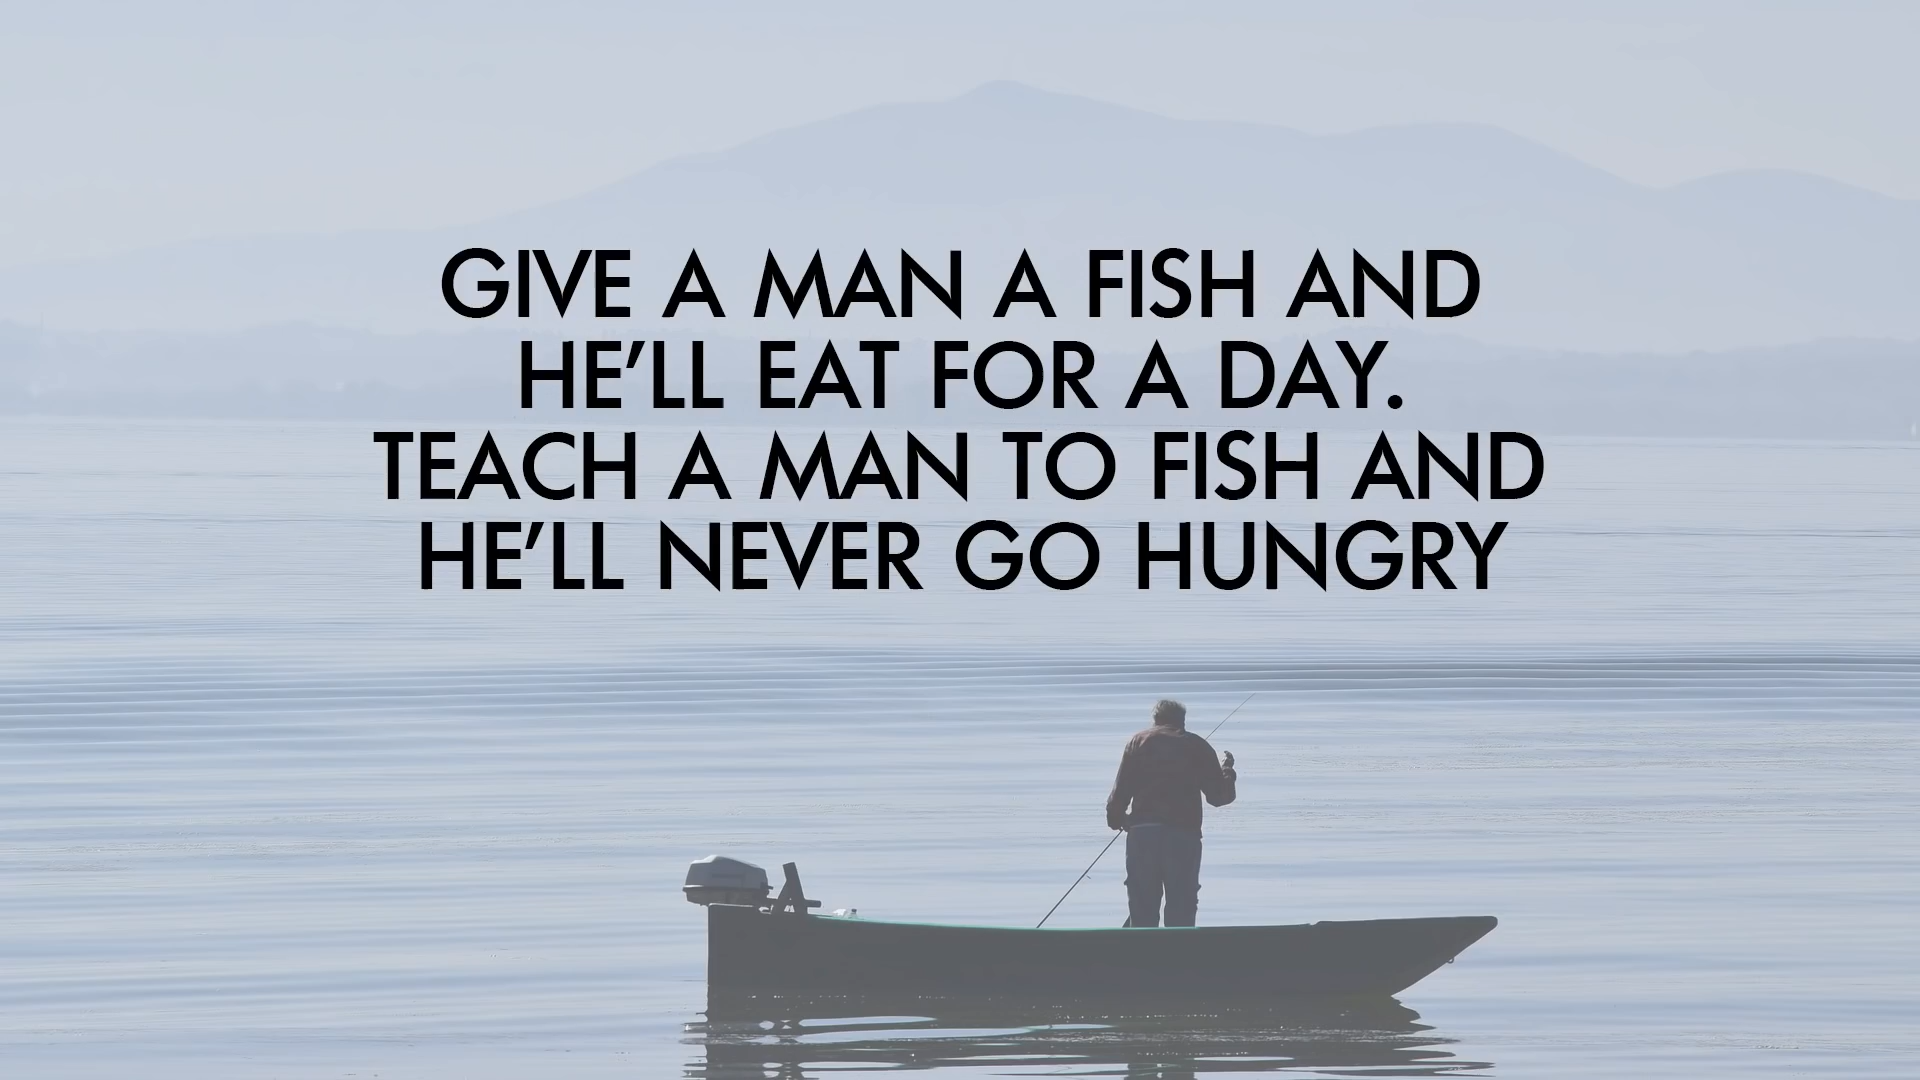 GIVE A MAN A FISH AND
HE’LL EAT FOR A DAY.
TEACH A MAN TO FISH AND
HE’LL NEVER GO HUNGRY